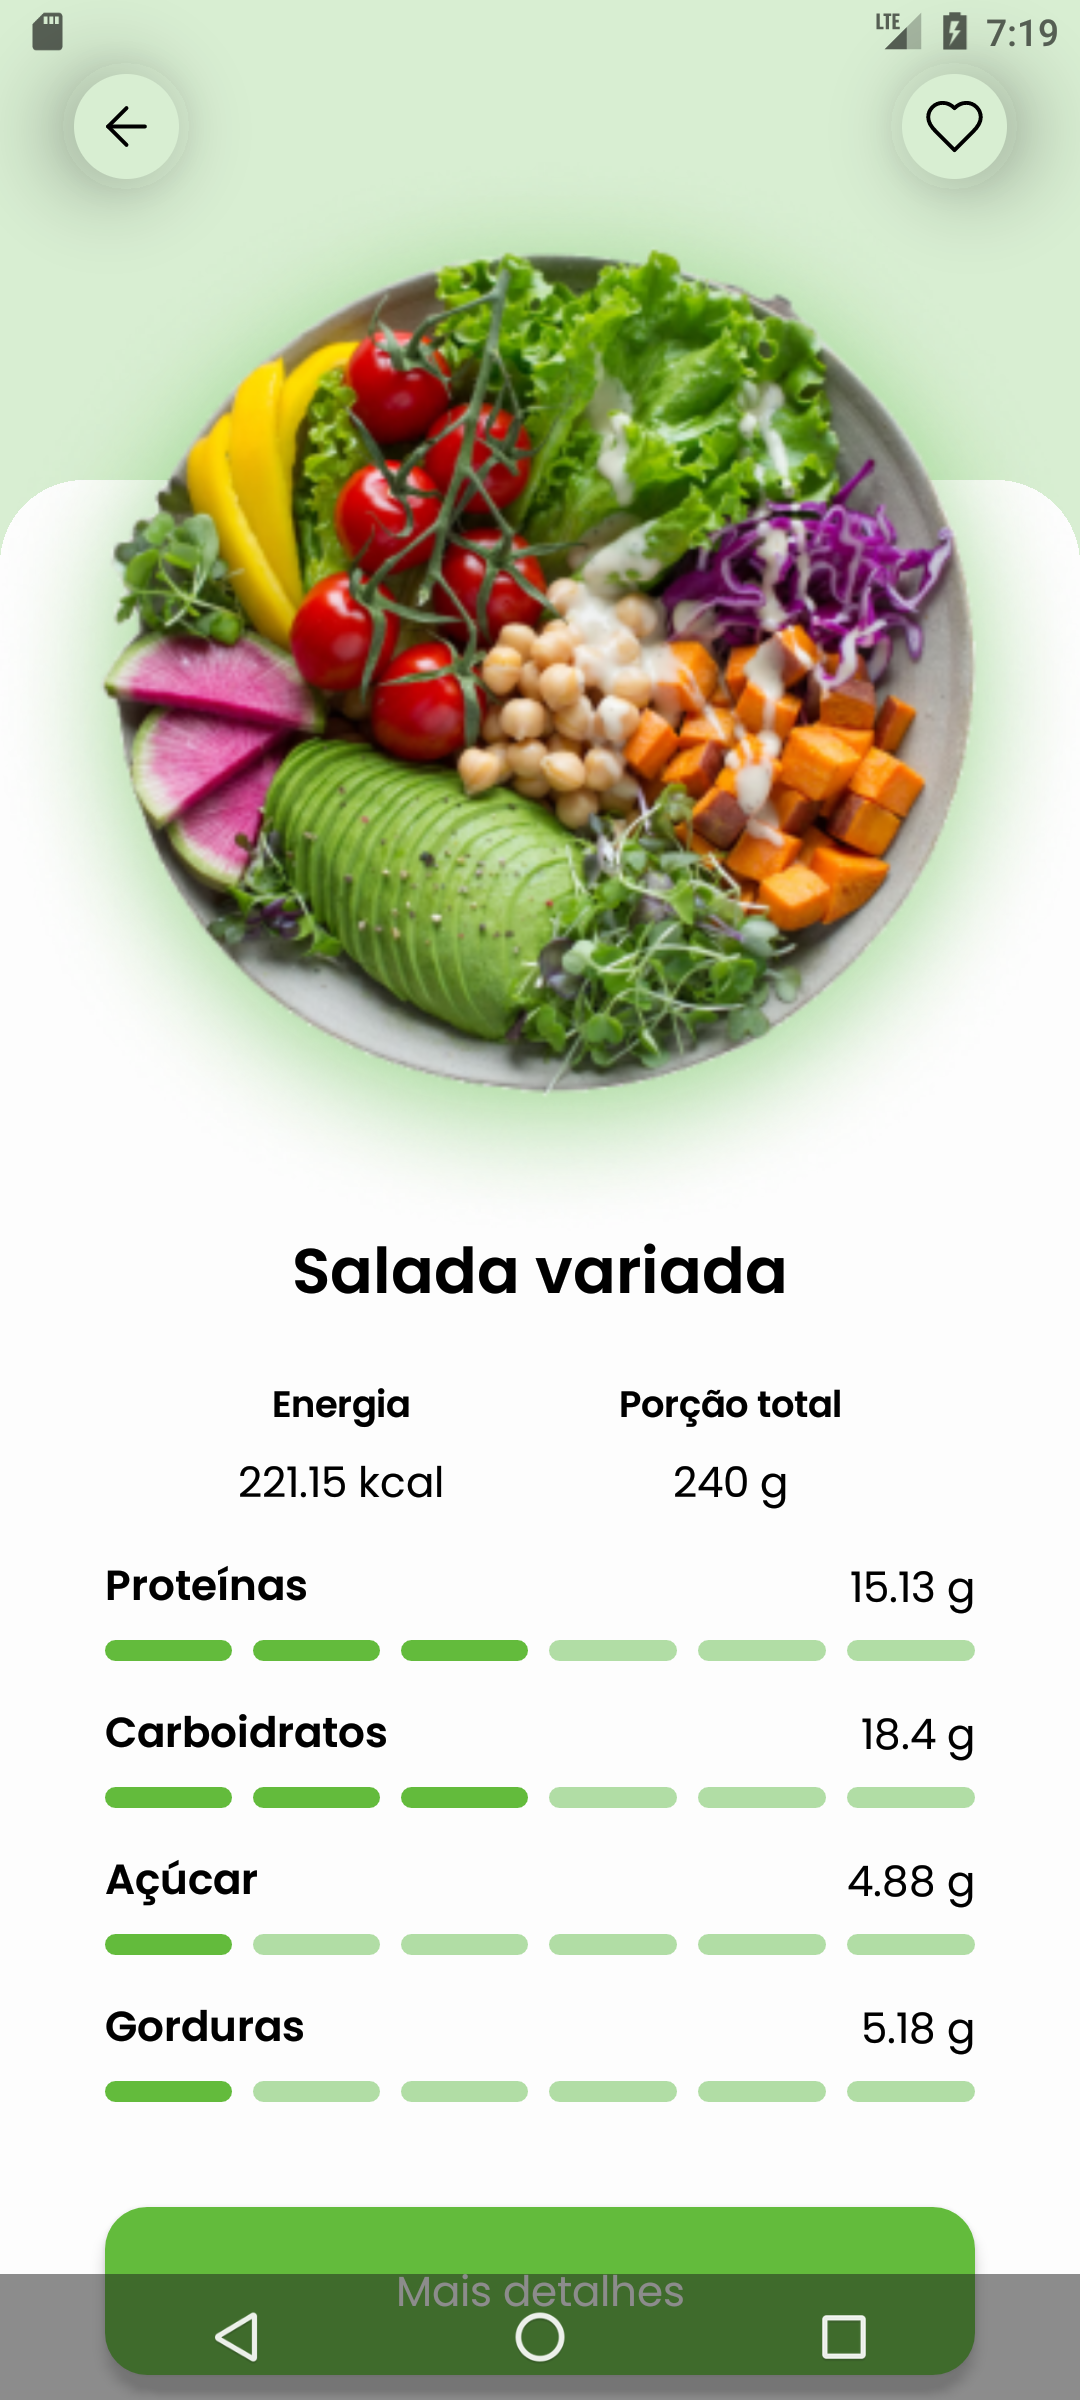 LTE 7:19
Salada variada
Energia Porção total
221.15 kcal 240 g
Proteínas 15.13 g
Carboidratos 18.4 g
Açúcar 4.88 g
Gorduras 5.18 g
Mais detalhes